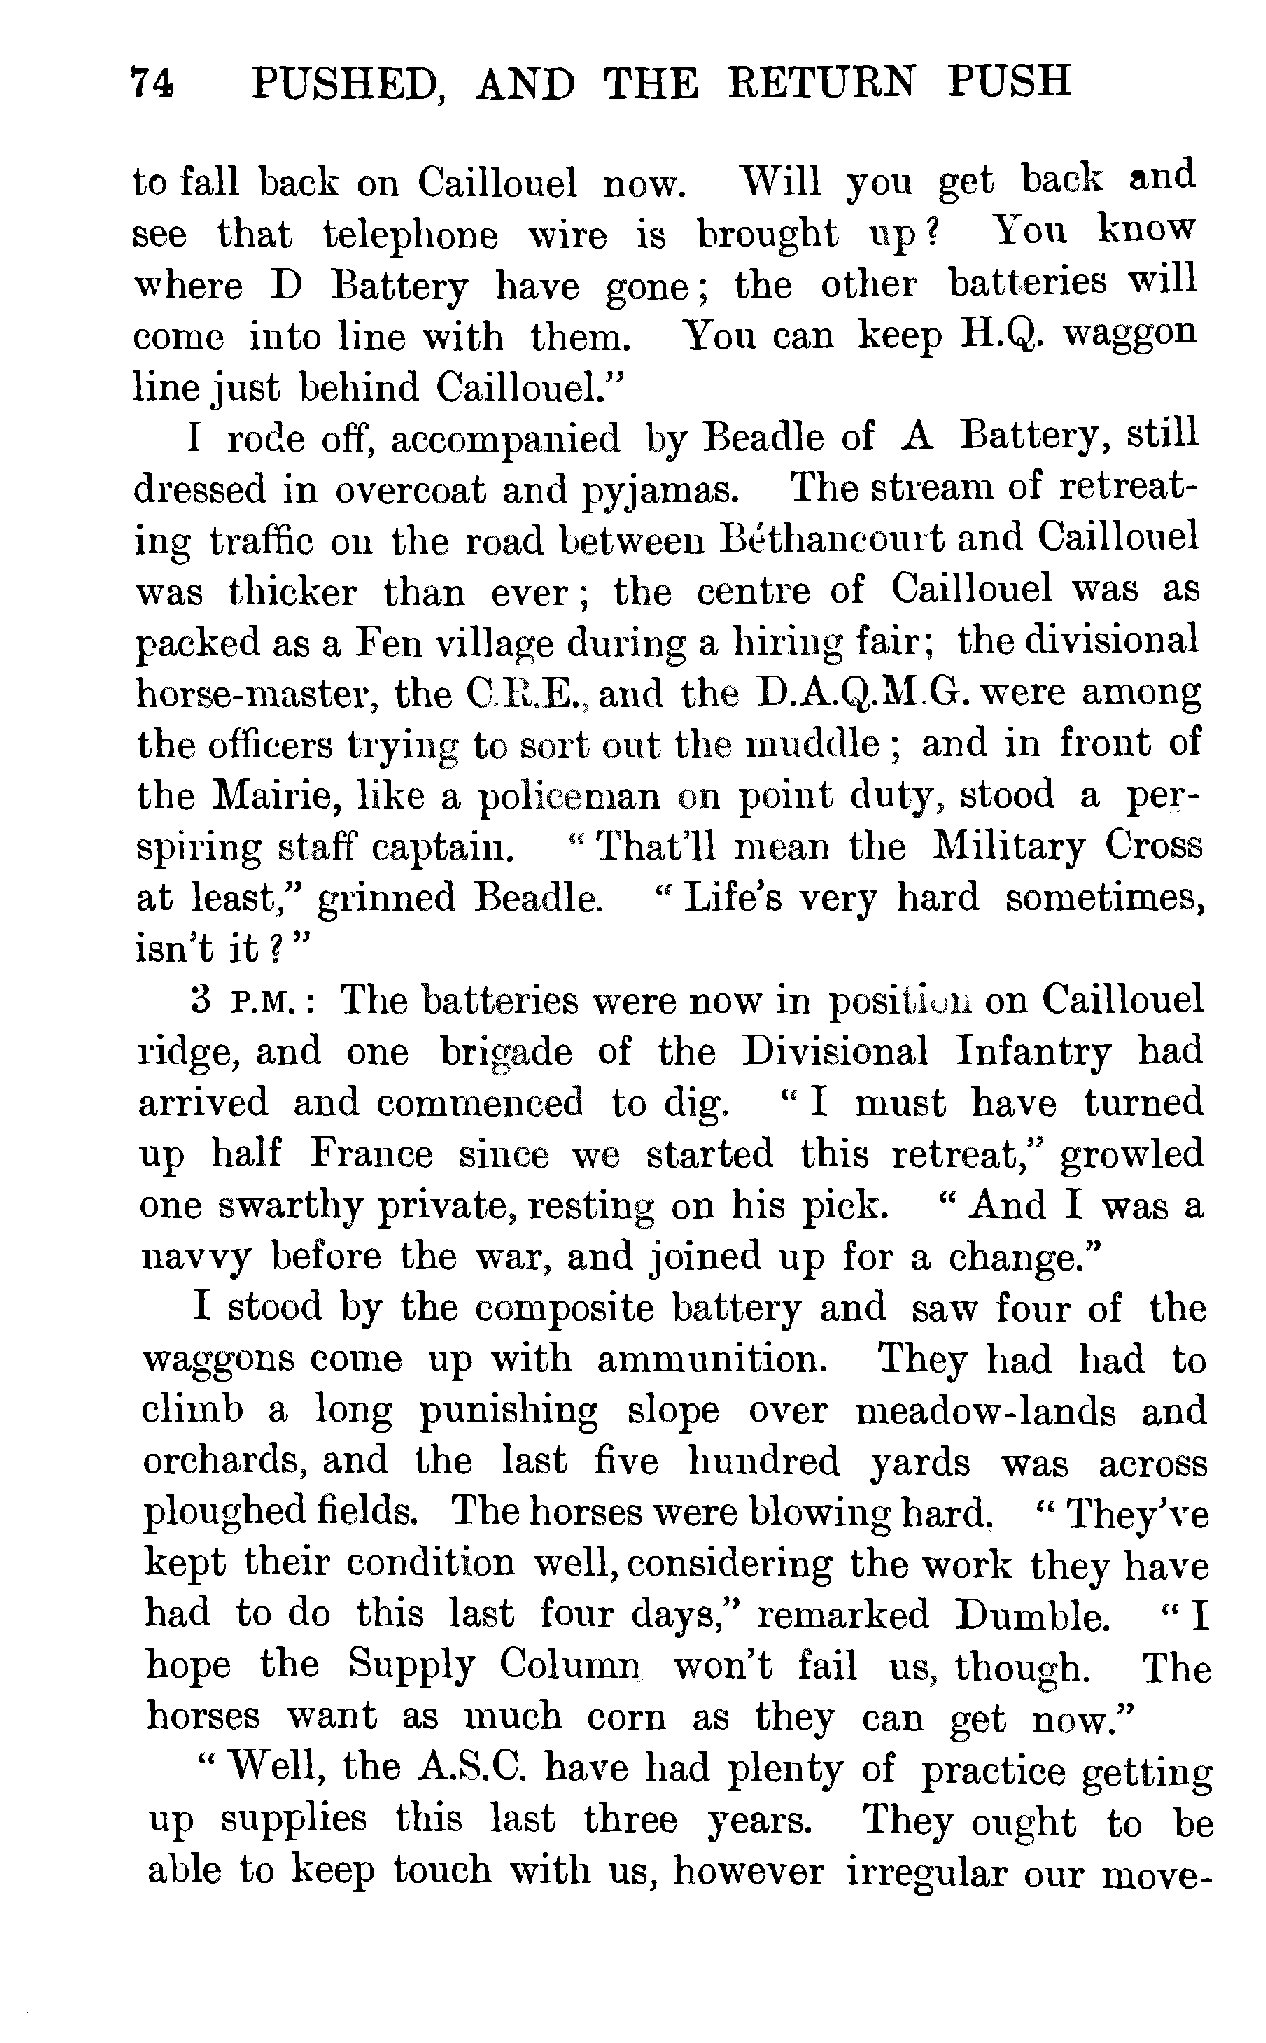 74 PUSHED, AND THE RETURN PUSH
to fall back on Caillouel now. Will you get back and
see that telephone wire is brought up? You know
where D Battery have gone; the other batteries will
come into line with them. You can keep H.Q. waggon
line just behind Caillouel.”
I rode off, accompanied by Beadle of A Battery, still
dressed in overcoat and pyjamas. The stream of retreat-
ing traffic on the road between Béthancourt and Caillouel
was thicker than ever; the centre of Caillouel was as
packed as a Fen village during a hiring fair; the divisional
horse-master, the C.R.E., and the D.A.Q.M.G. were among
the officers trying to sort out the muddle; and in front of
the Mairie, like a policeman on point duty, stood a per-
spiring staff captain. “That’ll mean the Military Cross
at least,” grinned Beadle. “Life’s very hard sometimes,
isn’t it?”
3 P.M.: The batteries were now in position on Caillouel
ridge, and one brigade of the Divisional Infantry had
arrived and commenced to dig. “I must have turned
up half France since we started this retreat,” growled
one swarthy private, resting on his pick. “And I was a
navvy before the war, and joined up for a change.”
I stood by the composite battery and saw four of the
waggons come up with ammunition. They had had to
climb a long punishing slope over meadow-lands and
orchards, and the last five hundred yards was across
ploughed fields. The horses were blowing hard. “They’ve
kept their condition well, considering the work they have
had to do this last four days,” remarked Dumble. “I
hope the Supply Column won’t fail us, though. The
horses want as much corn as they can get now.”
“Well, the A.S.C. have had plenty of practice getting
up supplies this last three years. They ought to be
able to keep touch with us, however irregular our move-